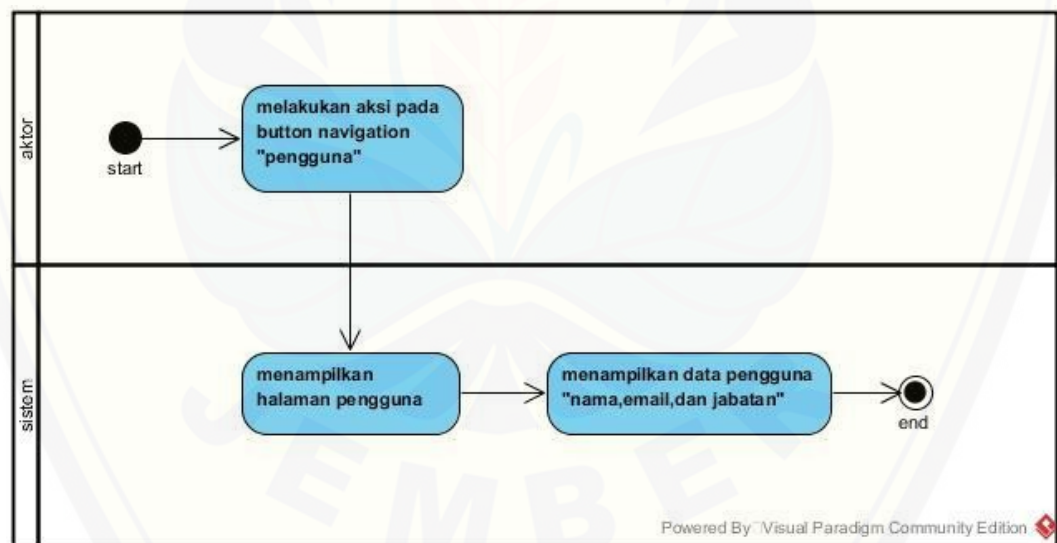 aktor
start
melakukan aksi pada
button navigation
"pengguna"
sistem
menampilkan
halaman pengguna
menampilkan data pengguna
"nama,email,dan jabatan"
end
JEMBER
Powered By Visual Paradigm Community Edition